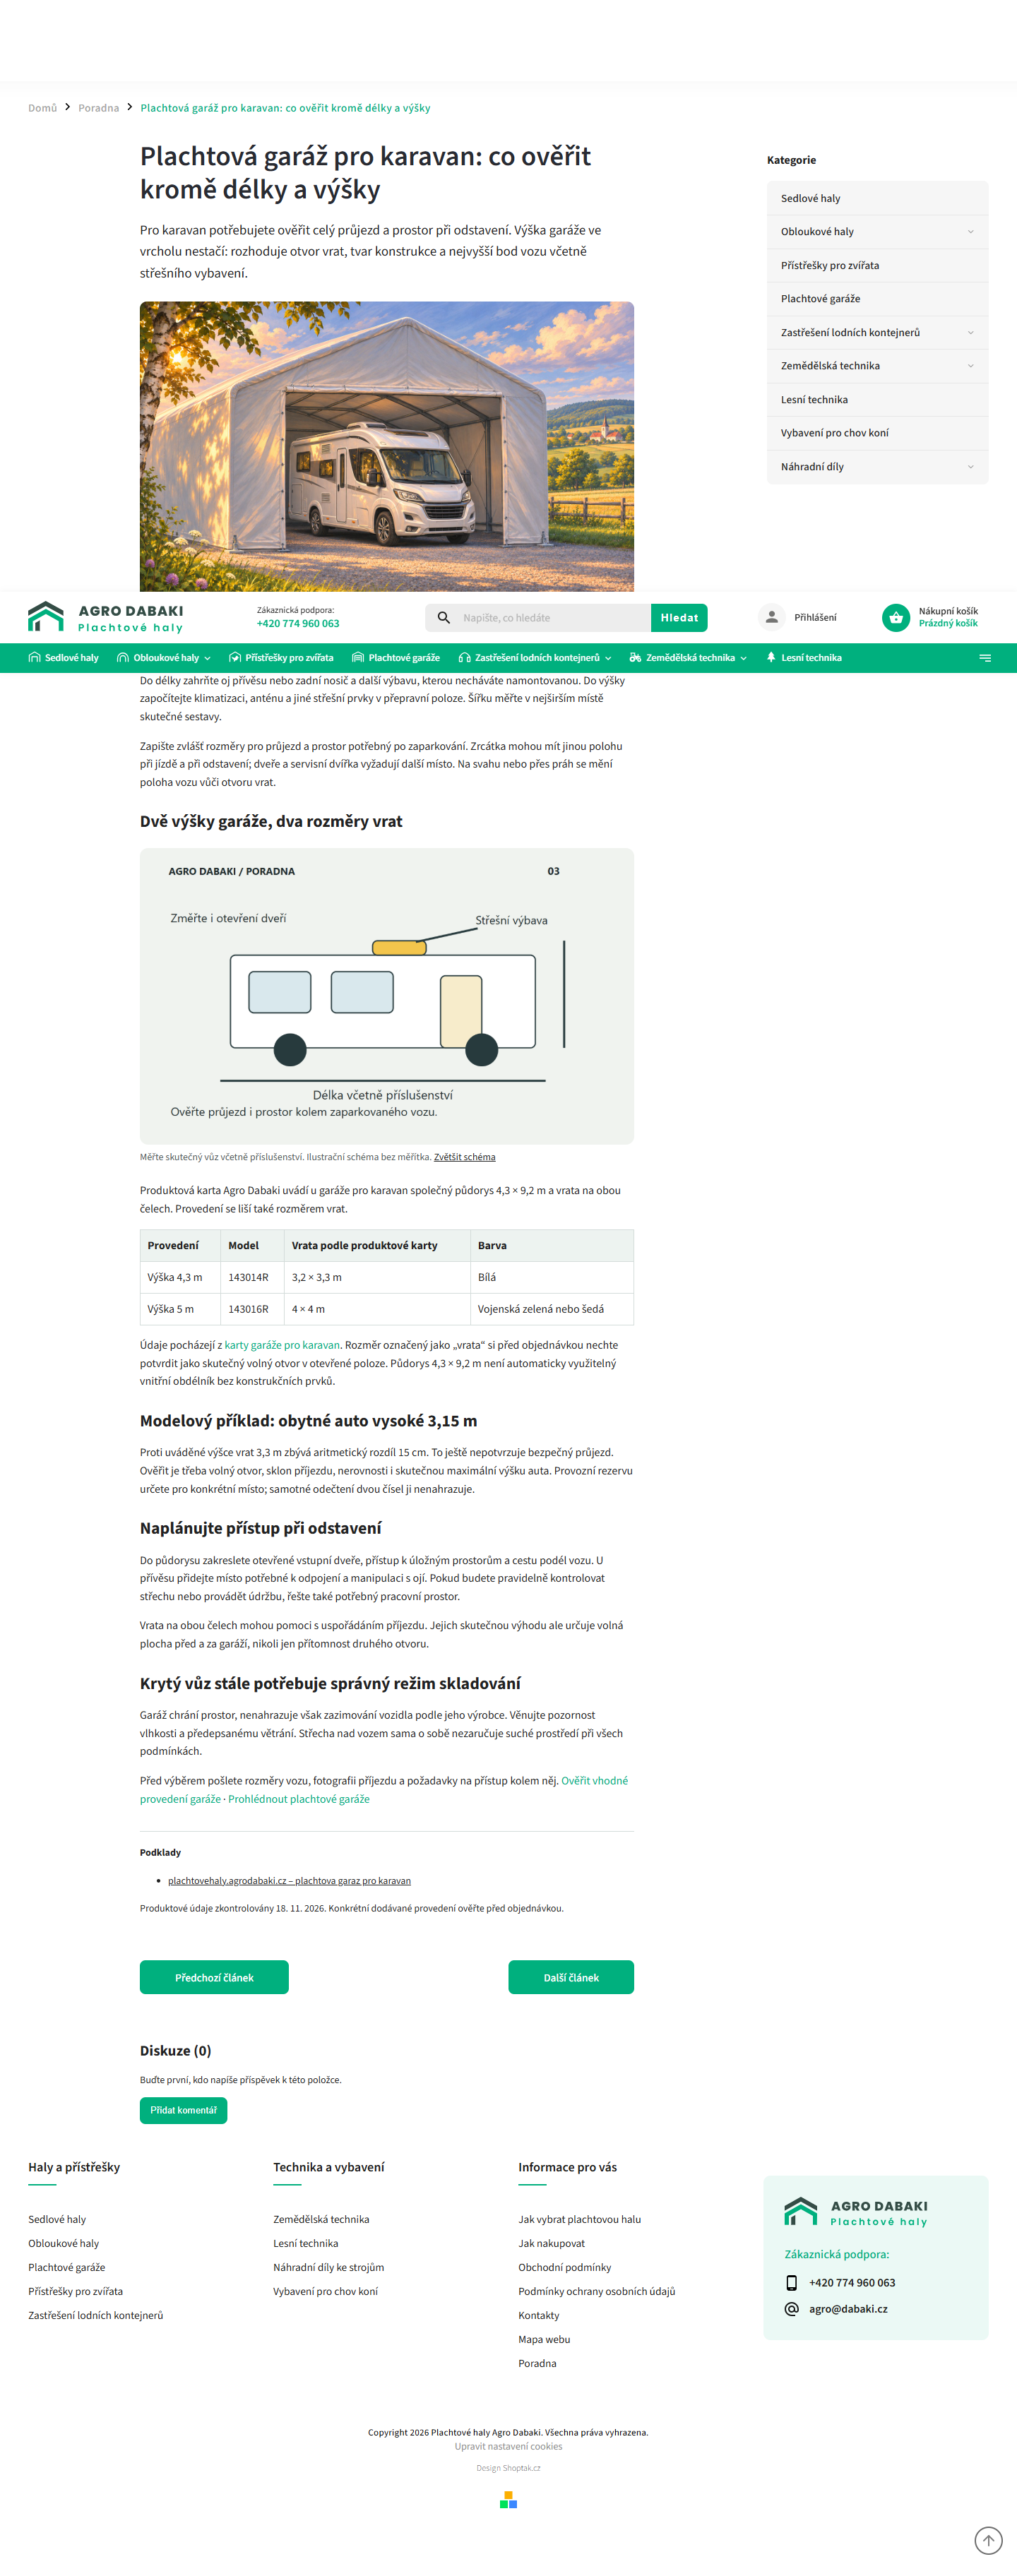 Domů Poradna Plachtová garáž pro karavan: co ověřit kromě délky a výšky
Plachtová garáž pro karavan: co ověřit
kromě délky a výšky
Pro karavan potřebujete ověřit celý průjezd a prostor při odstavení. Výška garáže ve
vrcholu nestačí: rozhoduje otvor vrat, tvar konstrukce a nejvyšší bod vozu včetně
střešního vybavení.
Kategorie
Sedlové haly
Obloukové haly
Přístřešky pro zvířata
Plachtové garáže
Zastřešení lodních kontejnerů
Zemědělská technika
Lesní technika
Vybavení pro chov koní
Náhradní díly
AGRO DABAKI
Plachtové haly
Zákaznická podpora:
+420 774 960 063
Napište, co hledáte
Hledat
Přihlášení
Nákupní košík
Prázdný košík
Sedlové haly Obloukové haly Přístřešky pro zvířata Plachtové garáže Zastřešení lodních kontejnerů Zemědělská technika Lesní technika
Do délky zahrňte oj přívěsu nebo zadní nosič a další výbavu, kterou necháváte namontovanou. Do výšky
započítejte klimatizaci, anténu a jiné střešní prvky v přepravní poloze. Šířku měřte v nejširším místě
skutečné sestavy.
Zapište zvlášť rozměry pro průjezd a prostor potřebný po zaparkování. Zrcátka mohou mít jinou polohu
při jízdě a při odstavení; dveře a servisní dvířka vyžadují další místo. Na svahu nebo přes práh se mění
poloha vozu vůči otvoru vrat.
Dvě výšky garáže, dva rozměry vrat
AGRO DABAKI / PORADNA 03
Změřte i otevření dveří
Střešní výbava
Délka včetně příslušenství
Ověřte průjezd i prostor kolem zaparkovaného vozu.
Měřte skutečný vůz včetně příslušenství. Ilustrační schéma bez měřítka. Zvětšit schéma
Produktová karta Agro Dabaki uvádí u garáže pro karavan společný půdorys 4,3 × 9,2 m a vrata na obou
čelech. Provedení se liší také rozměrem vrat.
Provedení Model Vrata podle produktové karty Barva
Výška 4,3 m 143014R 3,2 × 3,3 m Bílá
Výška 5 m 143016R 4 × 4 m Vojenská zelená nebo šedá
Údaje pocházejí z karty garáže pro karavan. Rozměr označený jako „vrata“ si před objednávkou nechte
potvrdit jako skutečný volný otvor v otevřené poloze. Půdorys 4,3 × 9,2 m není automaticky využitelný
vnitřní obdélník bez konstrukčních prvků.
Modelový příklad: obytné auto vysoké 3,15 m
Proti uváděné výšce vrat 3,3 m zbývá aritmetický rozdíl 15 cm. To ještě nepotvrzuje bezpečný průjezd.
Ověřit je třeba volný otvor, sklon příjezdu, nerovnosti i skutečnou maximální výšku auta. Provozní rezervu
určete pro konkrétní místo; samotné odečtení dvou čísel ji nenahrazuje.
Naplánujte přístup při odstavení
Do půdorysu zakreslete otevřené vstupní dveře, přístup k úložným prostorům a cestu podél vozu. U
přívěsu přidejte místo potřebné k odpojení a manipulaci s ojí. Pokud budete pravidelně kontrolovat
střechu nebo provádět údržbu, řešte také potřebný pracovní prostor.
Vrata na obou čelech mohou pomoci s uspořádáním příjezdu. Jejich skutečnou výhodu ale určuje volná
plocha před a za garáží, nikoli jen přítomnost druhého otvoru.
Krytý vůz stále potřebuje správný režim skladování
Garáž chrání prostor, nenahrazuje však zazimování vozidla podle jeho výrobce. Věnujte pozornost
vlhkosti a předepsanému větrání. Střecha nad vozem sama o sobě nezaručuje suché prostředí při všech
podmínkách.
Před výběrem pošlete rozměry vozu, fotografii příjezdu a požadavky na přístup kolem něj. Ověřit vhodné
provedení garáže · Prohlédnout plachtové garáže
Podklady
plachtovehaly.agrodabaki.cz – plachtova garaz pro karavan
Produktové údaje zkontrolovány 18. 11. 2026. Konkrétní dodávané provedení ověřte před objednávkou.
Předchozí článek
Další článek
Diskuze (0)
Buďte první, kdo napíše příspěvek k této položce.
Přidat komentář
Haly a přístřešky
Sedlové haly
Obloukové haly
Plachtové garáže
Přístřešky pro zvířata
Zastřešení lodních kontejnerů
Technika a vybavení
Zemědělská technika
Lesní technika
Náhradní díly ke strojům
Vybavení pro chov koní
Informace pro vás
Jak vybrat plachtovou halu
Jak nakupovat
Obchodní podmínky
Podmínky ochrany osobních údajů
Kontakty
Mapa webu
Poradna
AGRO DABAKI
Plachtové haly
Zákaznická podpora:
+420 774 960 063
agro@dabaki.cz
Copyright 2026 Plachtové haly Agro Dabaki. Všechna práva vyhrazena.
Upravit nastavení cookies
Design Shoptak.cz